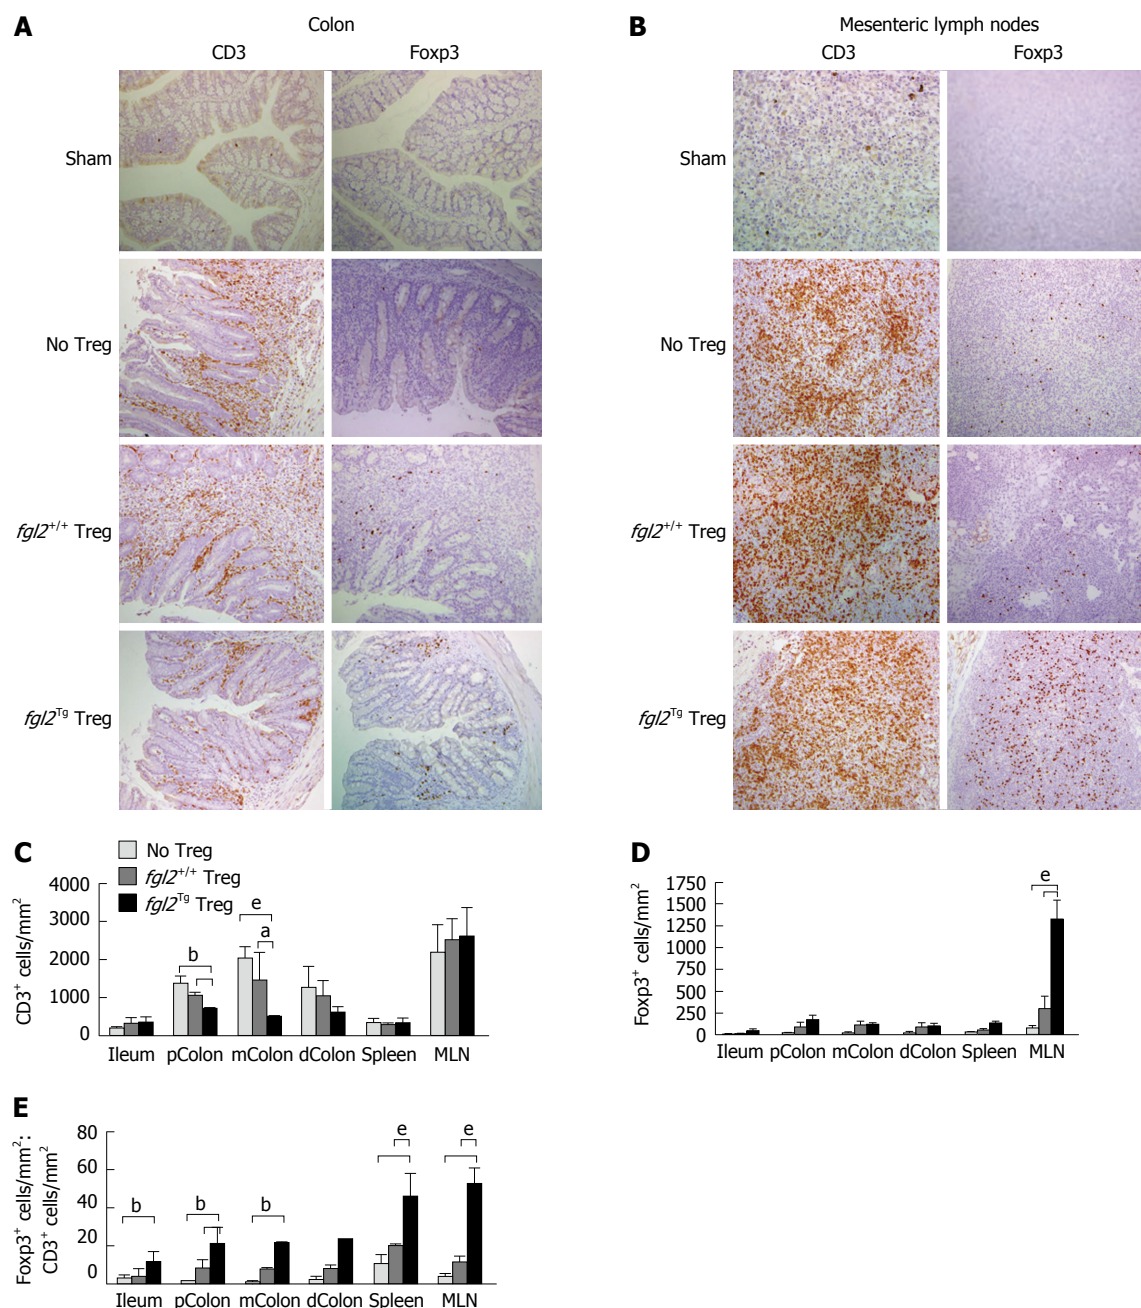 A
Colon
CD3 Foxp3
Sham
No Treg
fgl2+/+ Treg
fgl2Tg Treg
B
Mesenteric lymph nodes
CD3 Foxp3
Sham
No Treg
fgl2+/+ Treg
fgl2Tg Treg
C
No Treg
fgl2+/+ Treg
fgl2Tg Treg
CD3+ cells/mm2
4000
3000
2000
1000
0
b
e
a
Ileum pColon mColon dColon Spleen MLN
D
Foxp3+ cells/mm2
1750
1500
1250
1000
750
500
250
0
e
Ileum pColon mColon dColon Spleen MLN
E
Foxp3+ cells/mm2:
CD3+ cells/mm2
80
60
40
20
0
b
b
b
e
e
Ileum pColon mColon dColon Spleen MLN